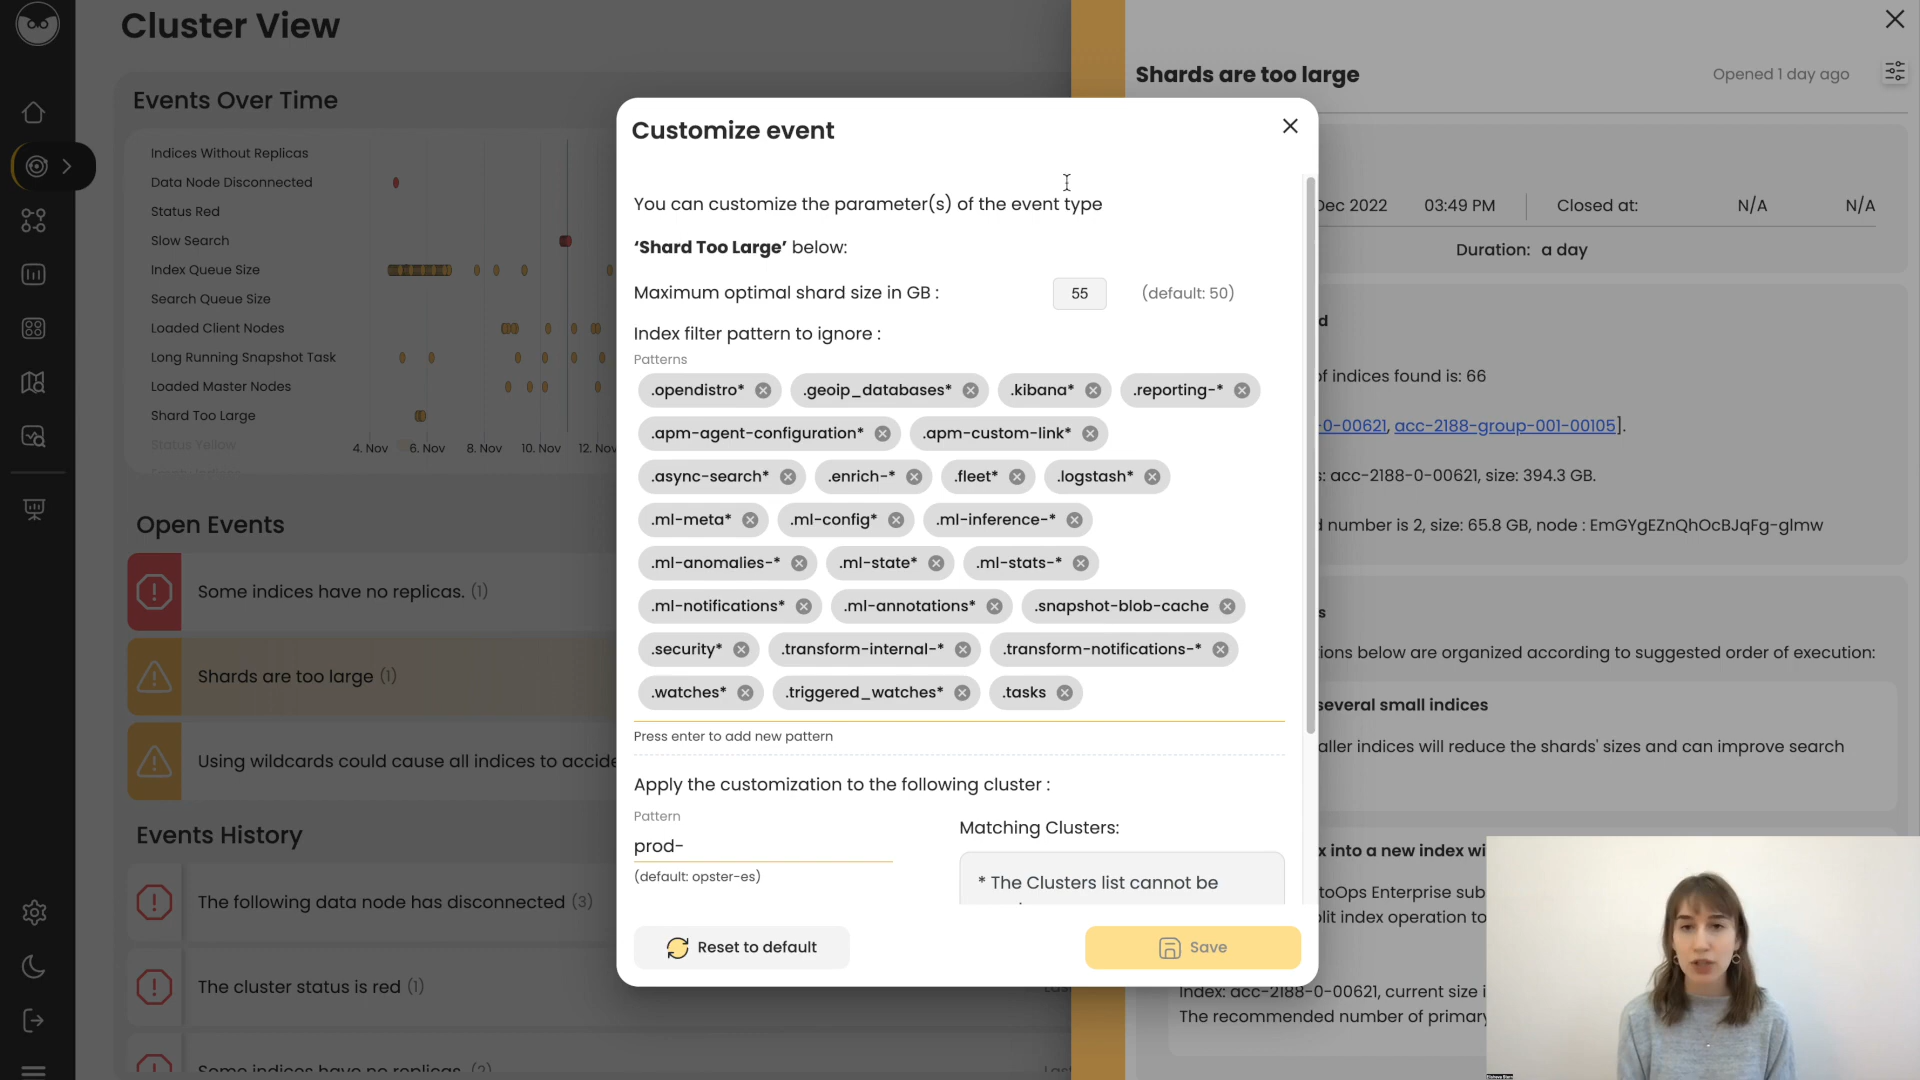 Cluster View
Events Over Time
Indices Without Replicas
Data Node Disconnected
Status Red
Slow Search
Index Queue Size
Search Queue Size
Loaded Client Nodes
Long Running Snapshot Task
Loaded Master Nodes
Shard Too Large
Status Yellow
4. Nov 6. Nov 8. Nov 10. Nov 12. Nov
Open Events
Some indices have no replicas. (1)
Shards are too large (1)
Using wildcards could cause all indices to accide
Events History
The following data node has disconnected (3)
The cluster status is red (1)
Some indices have no replicas. (2)
Customize event
You can customize the parameter(s) of the event type
‘Shard Too Large’ below:
Maximum optimal shard size in GB : 55 (default: 50)
Index filter pattern to ignore :
Patterns
.opendistro* .geoip_databases* .kibana* .reporting-*
.apm-agent-configuration* .apm-custom-link*
.async-search* .enrich-* .fleet* .logstash*
.ml-meta* .ml-config* .ml-inference-*
.ml-anomalies-* .ml-state* .ml-stats-*
.ml-notifications* .ml-annotations* .snapshot-blob-cache
.security* .transform-internal-* .transform-notifications-*
.watches* .triggered_watches* .tasks
Press enter to add new pattern
Apply the customization to the following cluster :
Pattern
prod-
(default: opster-es)
Matching Clusters:
* The Clusters list cannot be
Reset to default
Save
Shards are too large
Opened 1 day ago
Dec 2022 03:49 PM Closed at: N/A N/A
Duration: a day
d
f indices found is: 66
-0-00621, acc-2188-group-001-00105].
s: acc-2188-0-00621, size: 394.3 GB.
d number is 2, size: 65.8 GB, node : EmGYgEZnQhOcBJqFg-glmw
s
ions below are organized according to suggested order of execution:
several small indices
aller indices will reduce the shards' sizes and can improve search
x into a new index wi
toOps Enterprise sub
plit index operation to
Index: acc-2188-0-00621, current size i
The recommended number of primary